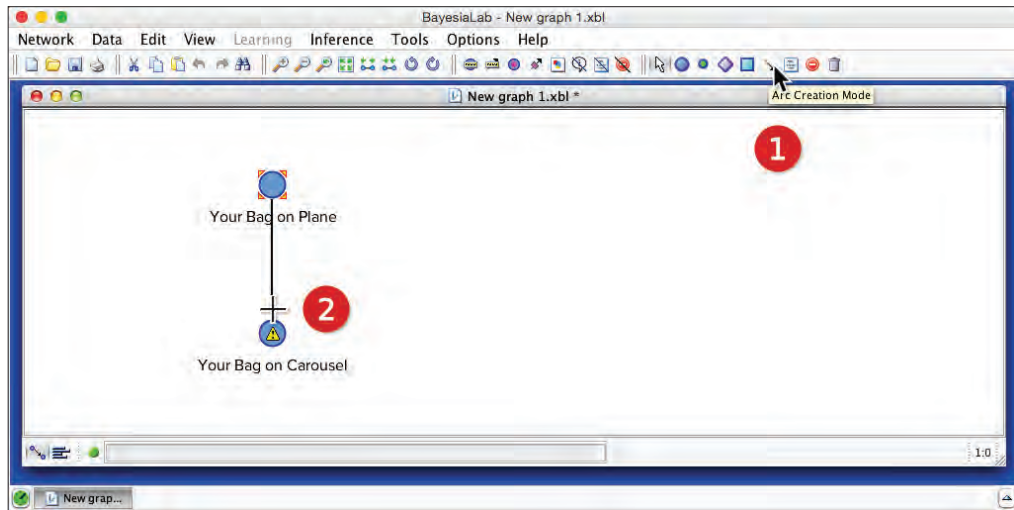 BayesiaLab - New graph 1.xbl
Network Data Edit View Learning Inference Tools Options Help
New graph 1.xbl *
Arc Creation Mode
1
Your Bag on Plane
2
Your Bag on Carousel
1:0
New grap...